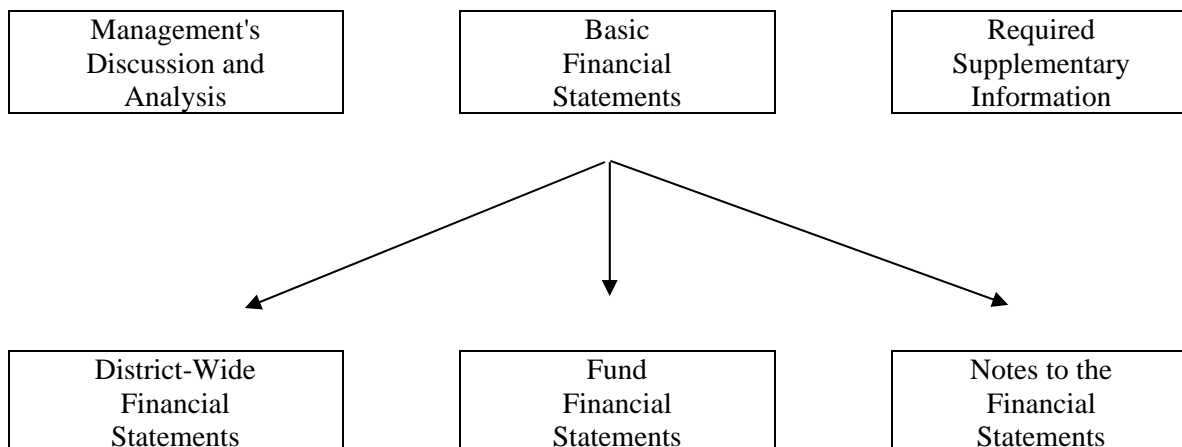 Management's
Discussion and
Analysis
Basic
Financial
Statements
Required
Supplementary
Information
District-Wide
Financial
Statements
Fund
Financial
Statements
Notes to the
Financial
Statements